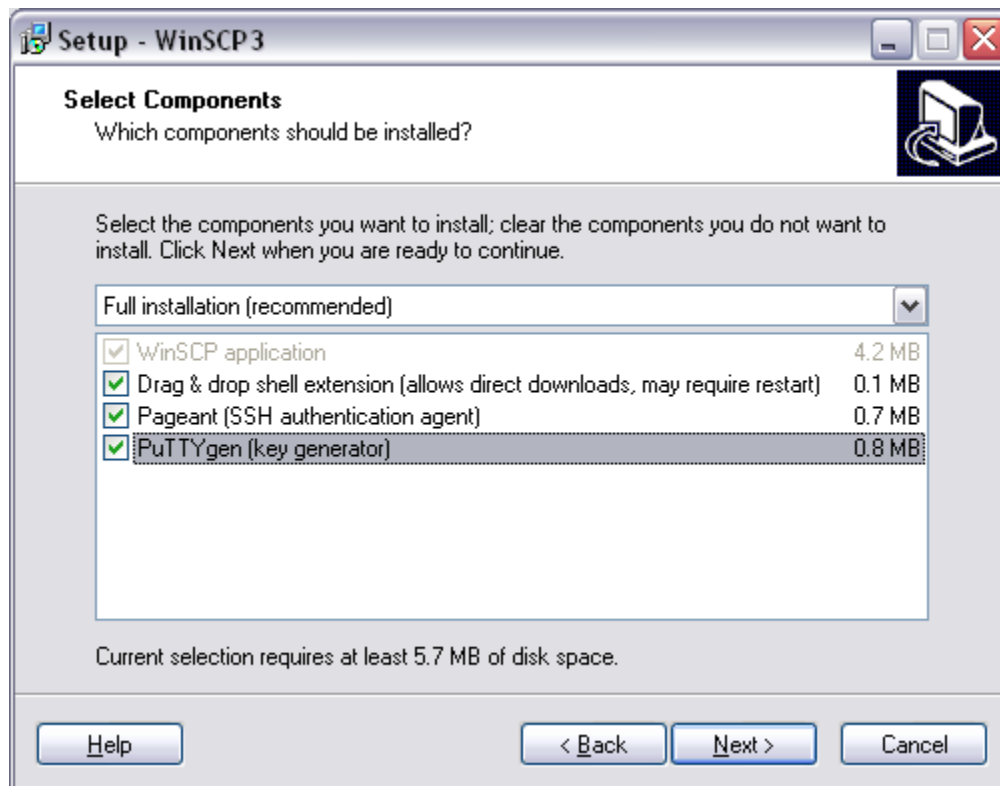 Setup - WinSCP3
Select Components
Which components should be installed?
Select the components you want to install; clear the components you do not want to
install. Click Next when you are ready to continue.
Full installation (recommended)
WinSCP application 4.2 MB
Drag & drop shell extension (allows direct downloads, may require restart) 0.1 MB
Pageant (SSH authentication agent) 0.7 MB
PuTTYgen (key generator) 0.8 MB
Current selection requires at least 5.7 MB of disk space.
Help < Back Next > Cancel